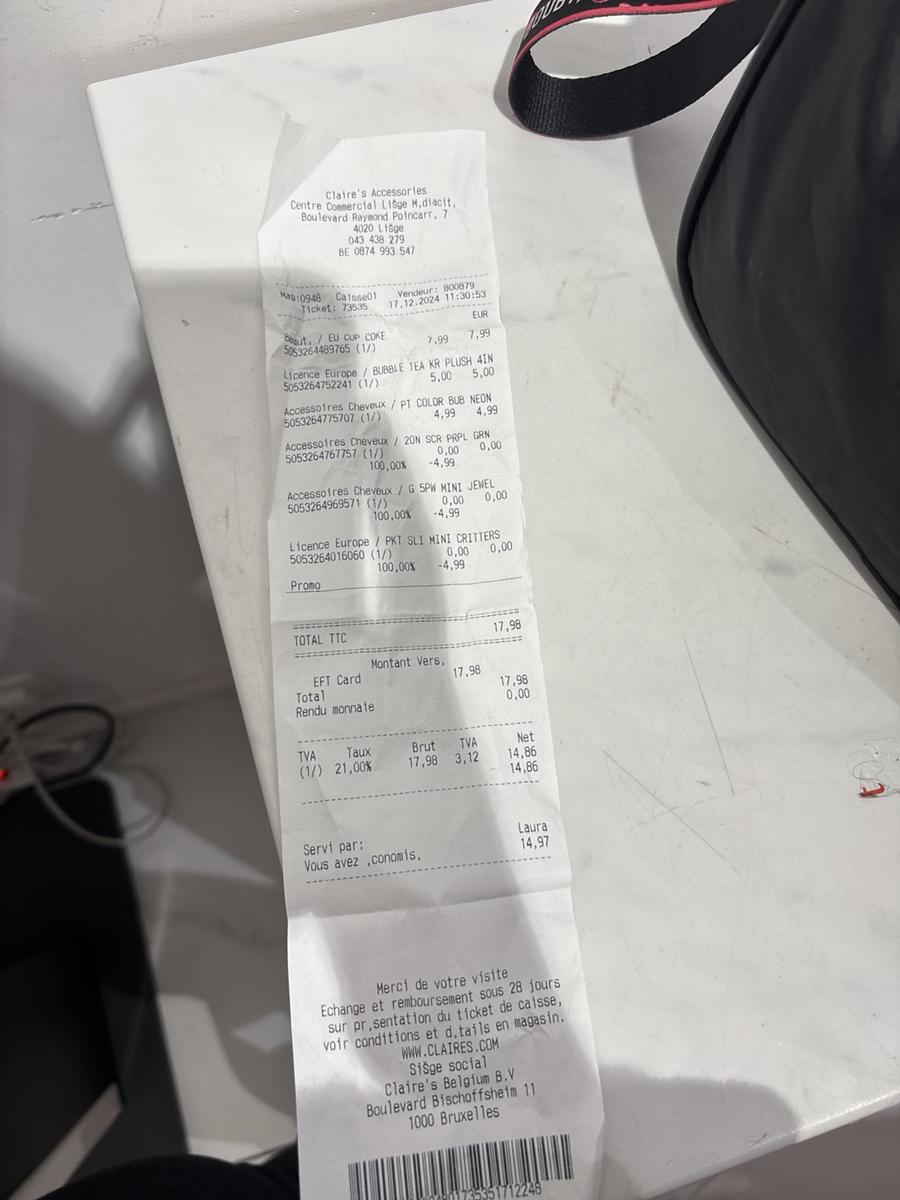 Claire's Accessories
Centre Commercial LiŠge M,diacit,
Boulevard Raymond Poincarr, 7
4020 LiŠge
043 438 279
BE 0874 993 547
Mag:0948 Caisse01 Vendeur: 800879
Ticket: 73535 17.12.2024 11:30:53
EUR
Beaut, / EU CUP COKE
5053264489765 (1/) 7,99 7,99
Licence Europe / BUBBLE TEA KR PLUSH 4IN
5053264752241 (1/) 5,00 5,00
Accessoires Cheveux / PT COLOR BUB NEON
5053264775707 (1/) 4,99 4,99
Accessoires Cheveux / 2ON SCR PRPL GRN
5053264767757 (1/) 0,00 0,00
100,00% -4,99
Accessoires Cheveux / G 5PW MINI JEWEL
5053264969571 (1/) 0,00 0,00
100,00% -4,99
Licence Europe / PKT SLI MINI CRITTERS
5053264016060 (1/) 0,00 0,00
100,00% -4,99
Promo
TOTAL TTC 17,98
Montant Vers,
EFT Card 17,98
Total 17,98
Rendu monnaie 0,00
TVA Taux Brut TVA Net
(1/) 21,00% 17,98 3,12 14,86
14,86
Servi par: Laura
Vous avez ,conomis, 14,97
Merci de votre visite
Echange et remboursement sous 28 jours
sur pr,sentation du ticket de caisse,
voir conditions et d,tails en magasin.
WWW.CLAIRES.COM
SiŠge social
Claire's Belgium B.V
Boulevard Bischoffsheim 11
1000 Bruxelles